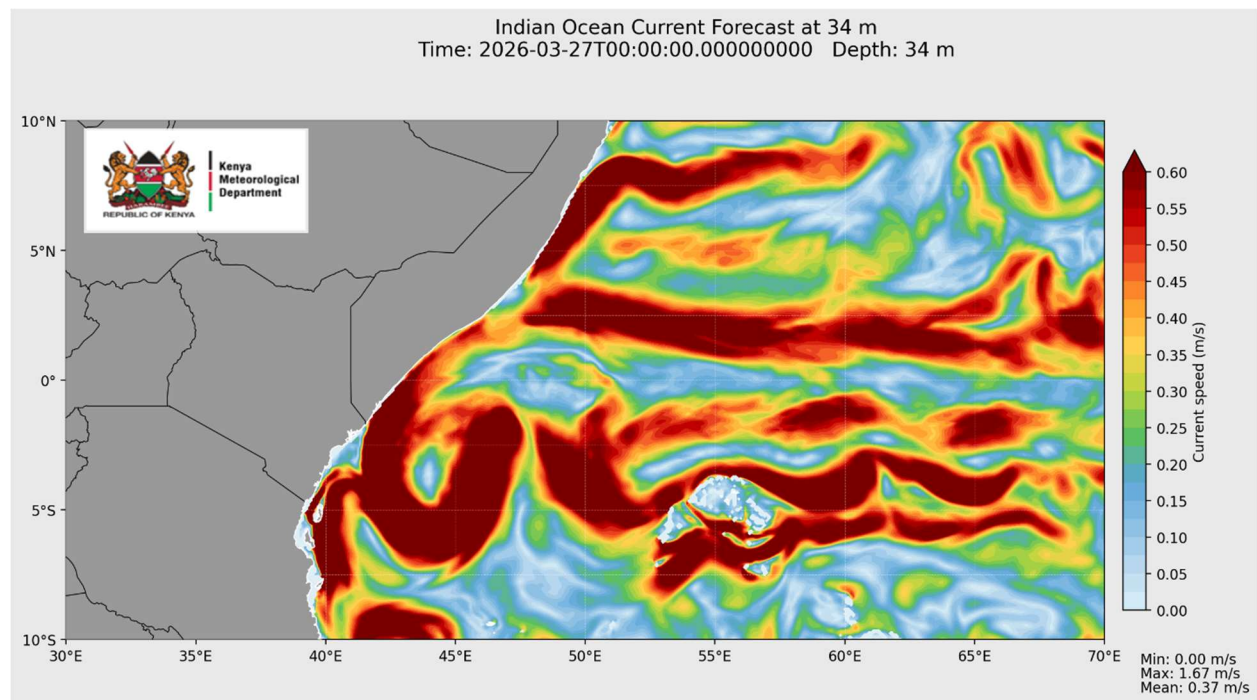 Indian Ocean Current Forecast at 34 m
Time: 2026-03-27T00:00:00.000000000   Depth: 34 m
10°N
5°N
0°
5°S
10°S
Kenya
Meteorological
Department
REPUBLIC OF KENYA
30°E
35°E
40°E
45°E
50°E
55°E
60°E
65°E
70°E
0.60
0.55
0.50
0.45
0.40
0.35
0.30
0.25
0.20
0.15
0.10
0.05
0.00
Current speed (m/s)
Min: 0.00 m/s
Max: 1.67 m/s
Mean: 0.37 m/s